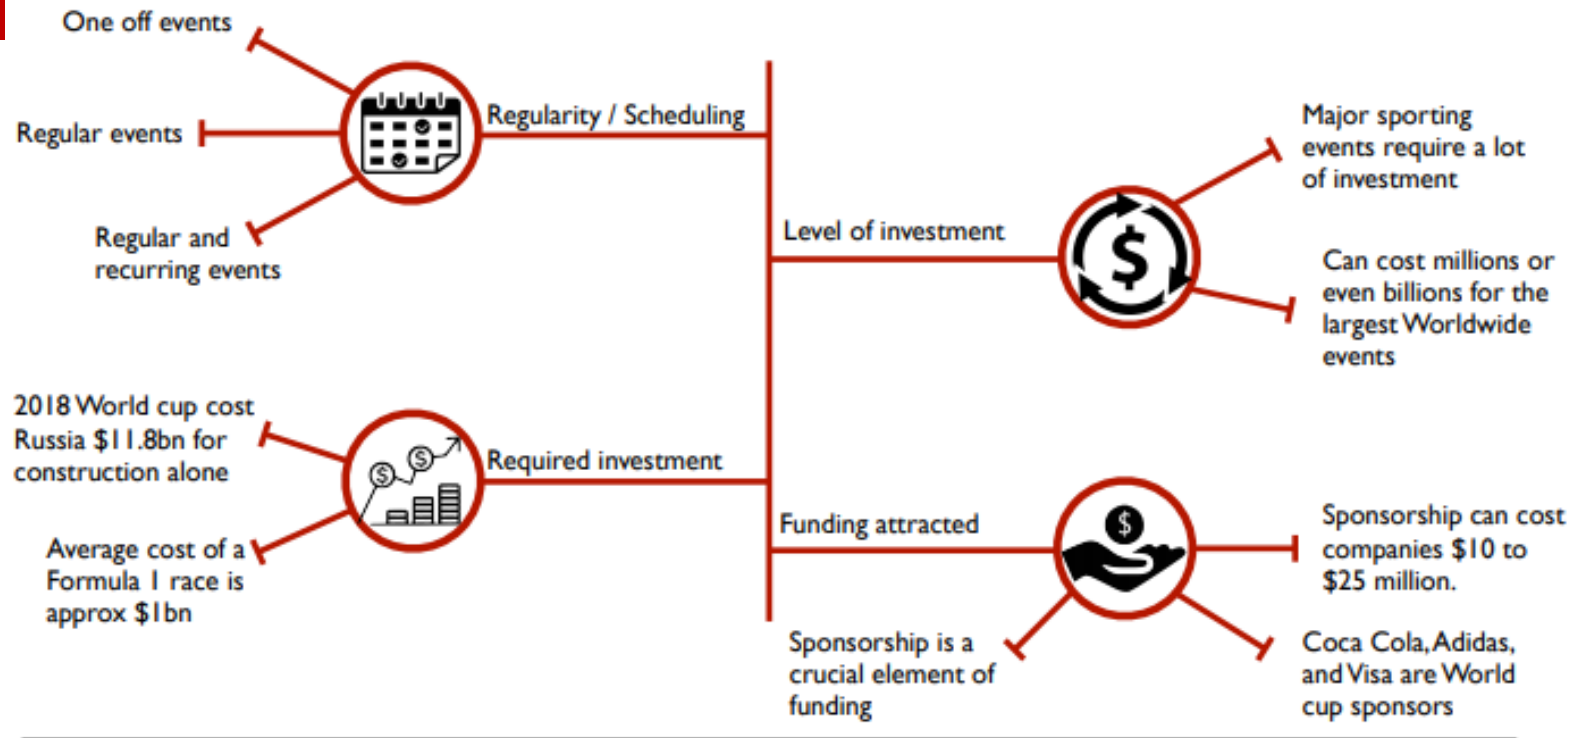 One off events
Regular events
Regular and
recurring events
Regularity / Scheduling
Level of investment
Major sporting
events require a lot
of investment
Can cost millions or
even billions for the
largest Worldwide
events
2018 World cup cost
Russia $11.8bn for
construction alone
Average cost of a
Formula 1 race is
approx $1bn
Required investment
Funding attracted
Sponsorship can cost
companies $10 to
$25 million.
Sponsorship is a
crucial element of
funding
Coca Cola, Adidas,
and Visa are World
cup sponsors